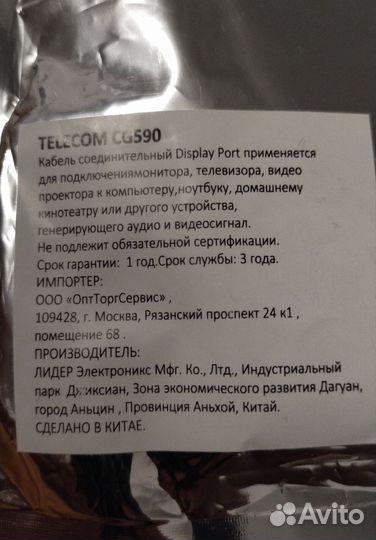 TELECOM CG590
Кабель соединительный Display Port применяется
для подключениямонитора, телевизора, видео
проектора к компьютеру,ноутбуку, домашнему
кинотеатру или другого устройства,
генерирующего аудио и видеосигнал.
Не подлежит обязательной сертификации.
Срок гарантии: 1 год.Срок службы: 3 года.
ИМПОРТЕР:
ООО «ОптТоргСервис» ,
109428, г. Москва, Рязанский проспект 24 к1 ,
помещение 68 .
ПРОИЗВОДИТЕЛЬ:
ЛИДЕР Электроникс Мфг. Ко., Лтд., Индустриальный
парк Джиксиан, Зона экономического развития Дагуан,
город Аньцин , Провинция Аньхой, Китай.
СДЕЛАНО В КИТАЕ.
Avito